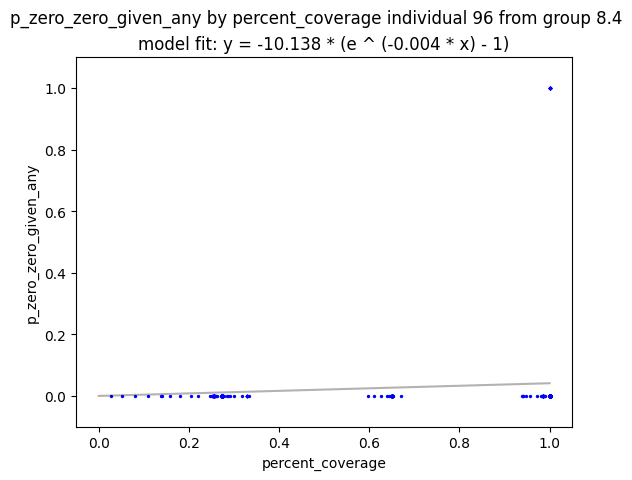 p_zero_zero_given_any by percent_coverage individual 96 from group 8.4
model fit: y = -10.138 * (e ^ (-0.004 * x) - 1)
1.0
0.8
0.6
0.4
0.2
0.0
p_zero_zero_given_any
0.0 0.2 0.4 0.6 0.8 1.0
percent_coverage